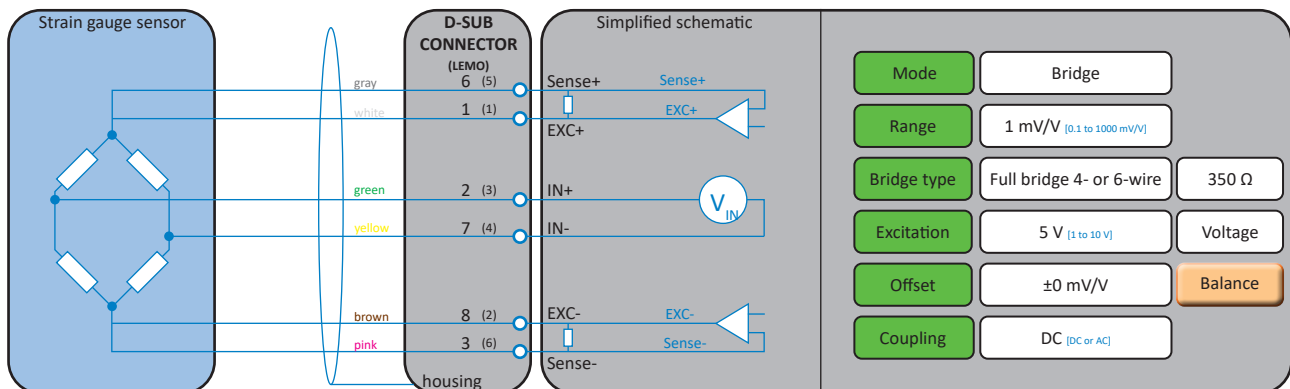 Strain gauge sensor
D-SUB
CONNECTOR
(LEMO)
Simplified schematic
gray
6 (5)
Sense+
Sense+
white
1 (1)
EXC+
EXC+
green
2 (3)
IN+
V IN
yellow
7 (4)
IN-
brown
8 (2)
EXC-
EXC-
pink
3 (6)
Sense-
Sense-
housing
Mode
Bridge
Range
1 mV/V [0.1 to 1000 mV/V]
Bridge type
Full bridge 4- or 6-wire
350 Ω
Excitation
5 V [1 to 10 V]
Voltage
Offset
±0 mV/V
Balance
Coupling
DC [DC or AC]